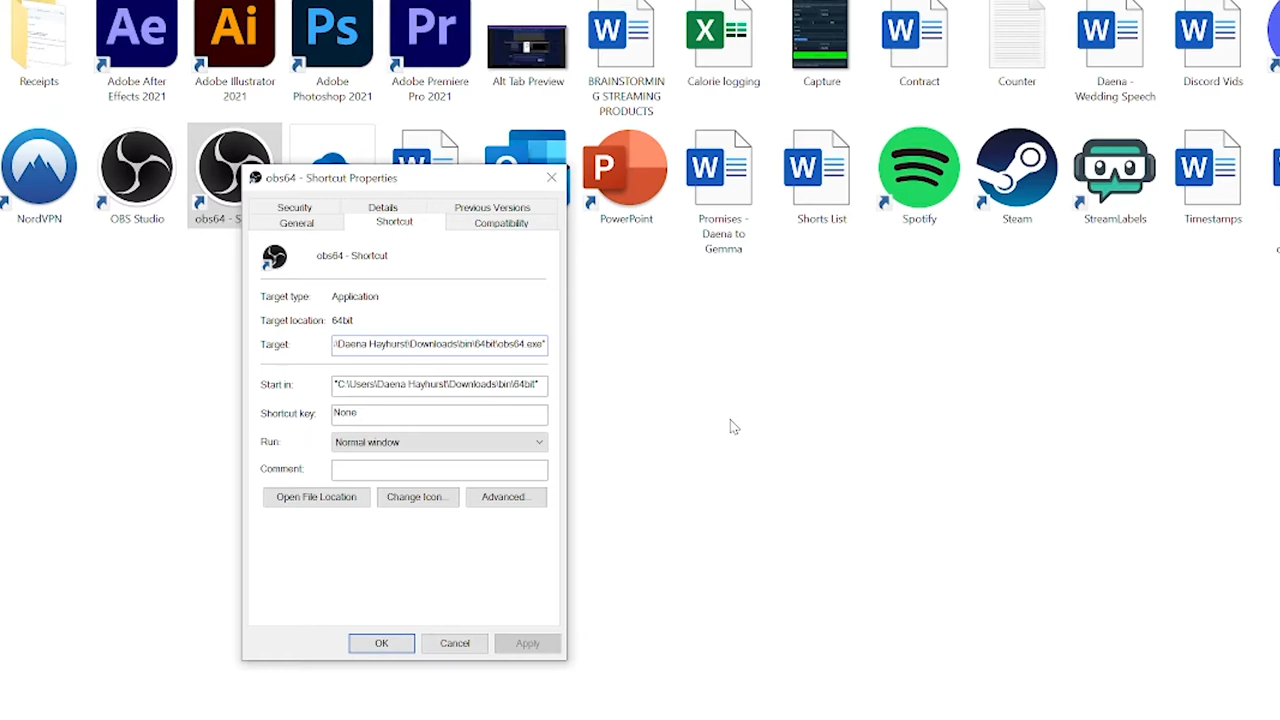 Ae
Ai
Ps
Pr
W
X
W
W
W
Receipts
Adobe After
Effects 2021
Adobe Illustrator
2021
Adobe
Photoshop 2021
Adobe Premiere
Pro 2021
Alt Tab Preview
BRAINSTORMIN
G STREAMING
PRODUCTS
Calorie logging
Capture
Contract
Counter
Daena -
Wedding Speech
Discord Vids
P
W
W
W
NordVPN
OBS Studio
obs64 - S
PowerPoint
Promises -
Daena to
Gemma
Shorts List
Spotify
Steam
StreamLabels
Timestamps
obs64 - Shortcut Properties
Security
Details
Previous Versions
General
Shortcut
Compatibility
obs64 - Shortcut
Target type: Application
Target location: 64bit
Target: :\Daena Hayhurst\Downloads\bin\64bit\obs64.exe"
Start in: "C:\Users\Daena Hayhurst\Downloads\bin\64bit"
Shortcut key: None
Run: Normal window
Comment:
Open File Location
Change Icon...
Advanced...
OK
Cancel
Apply